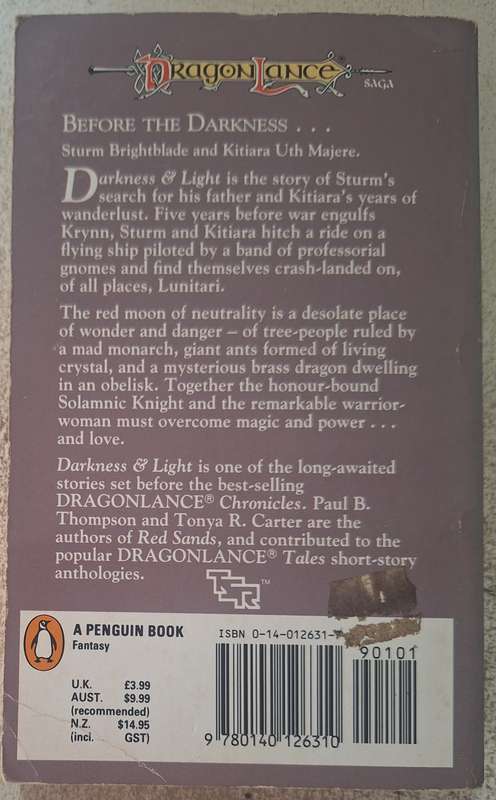 DRAGONLANCE
SAGA
BEFORE THE DARKNESS . . .
Sturm Brightblade and Kitiara Uth Majere.
Darkness & Light is the story of Sturm's
search for his father and Kitiara's years of
wanderlust. Five years before war engulfs
Krynn, Sturm and Kitiara hitch a ride on a
flying ship piloted by a band of professorial
gnomes and find themselves crash-landed on,
of all places, Lunitari.
The red moon of neutrality is a desolate place
of wonder and danger – of tree-people ruled by
a mad monarch, giant ants formed of living
crystal, and a mysterious brass dragon dwelling
in an obelisk. Together the honour-bound
Solamnic Knight and the remarkable warrior-
woman must overcome magic and power . . .
and love.
Darkness & Light is one of the long-awaited
stories set before the best-selling
DRAGONLANCE® Chronicles. Paul B.
Thompson and Tonya R. Carter are the
authors of Red Sands, and contributed to the
popular DRAGONLANCE® Tales short-story
anthologies.
TSR™
A PENGUIN BOOK
Fantasy
U.K. £3.99
AUST. $9.99
(recommended)
N.Z. $14.95
(incl. GST)
ISBN 0-14-012631-
90101
9 780140 126310